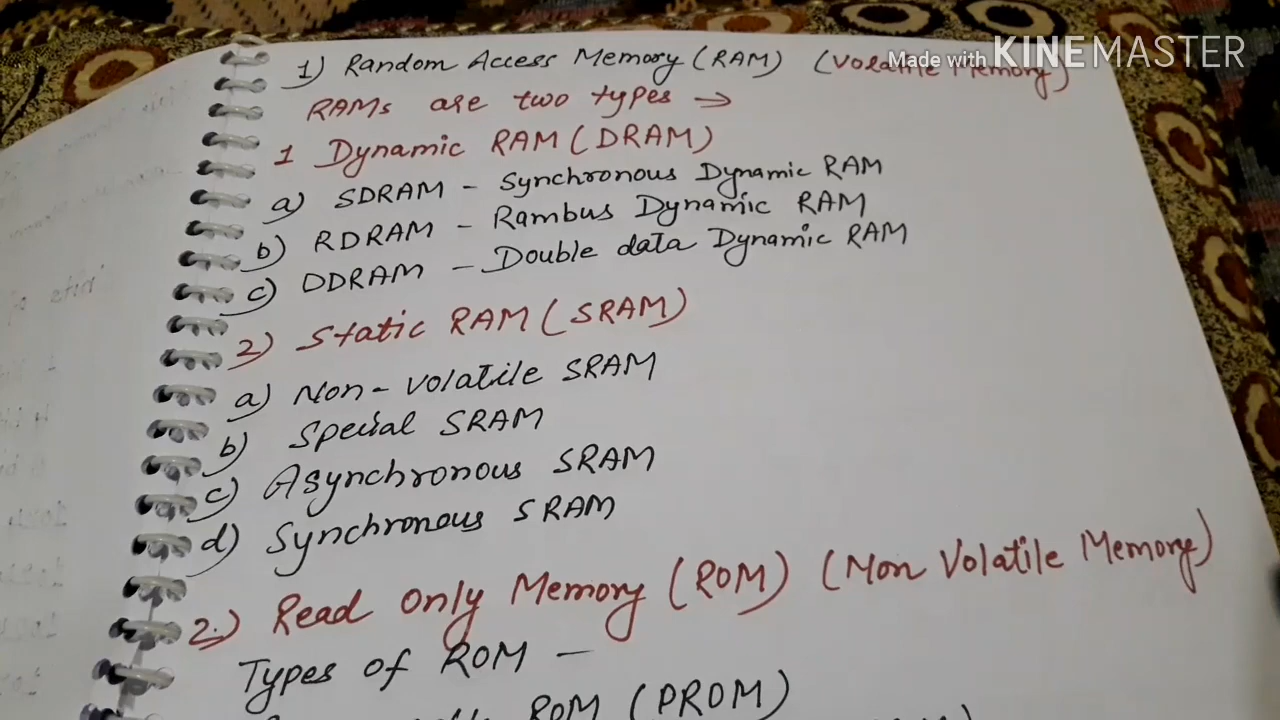 Made with KINEMASTER
1) Random Access Memory (RAM) (Volatile Memory)
RAMs are two types →
1 Dynamic RAM (DRAM)
a) SDRAM - Synchronous Dynamic RAM
b) RDRAM - Rambus Dynamic RAM
c) DDRAM - Double data Dynamic RAM
2) Static RAM (SRAM)
a) Non-volatile SRAM
b) Special SRAM
c) Asynchronous SRAM
d) Synchronous SRAM
2.) Read Only Memory (ROM) (Non Volatile Memory)
Types of ROM -
ROM (PROM)